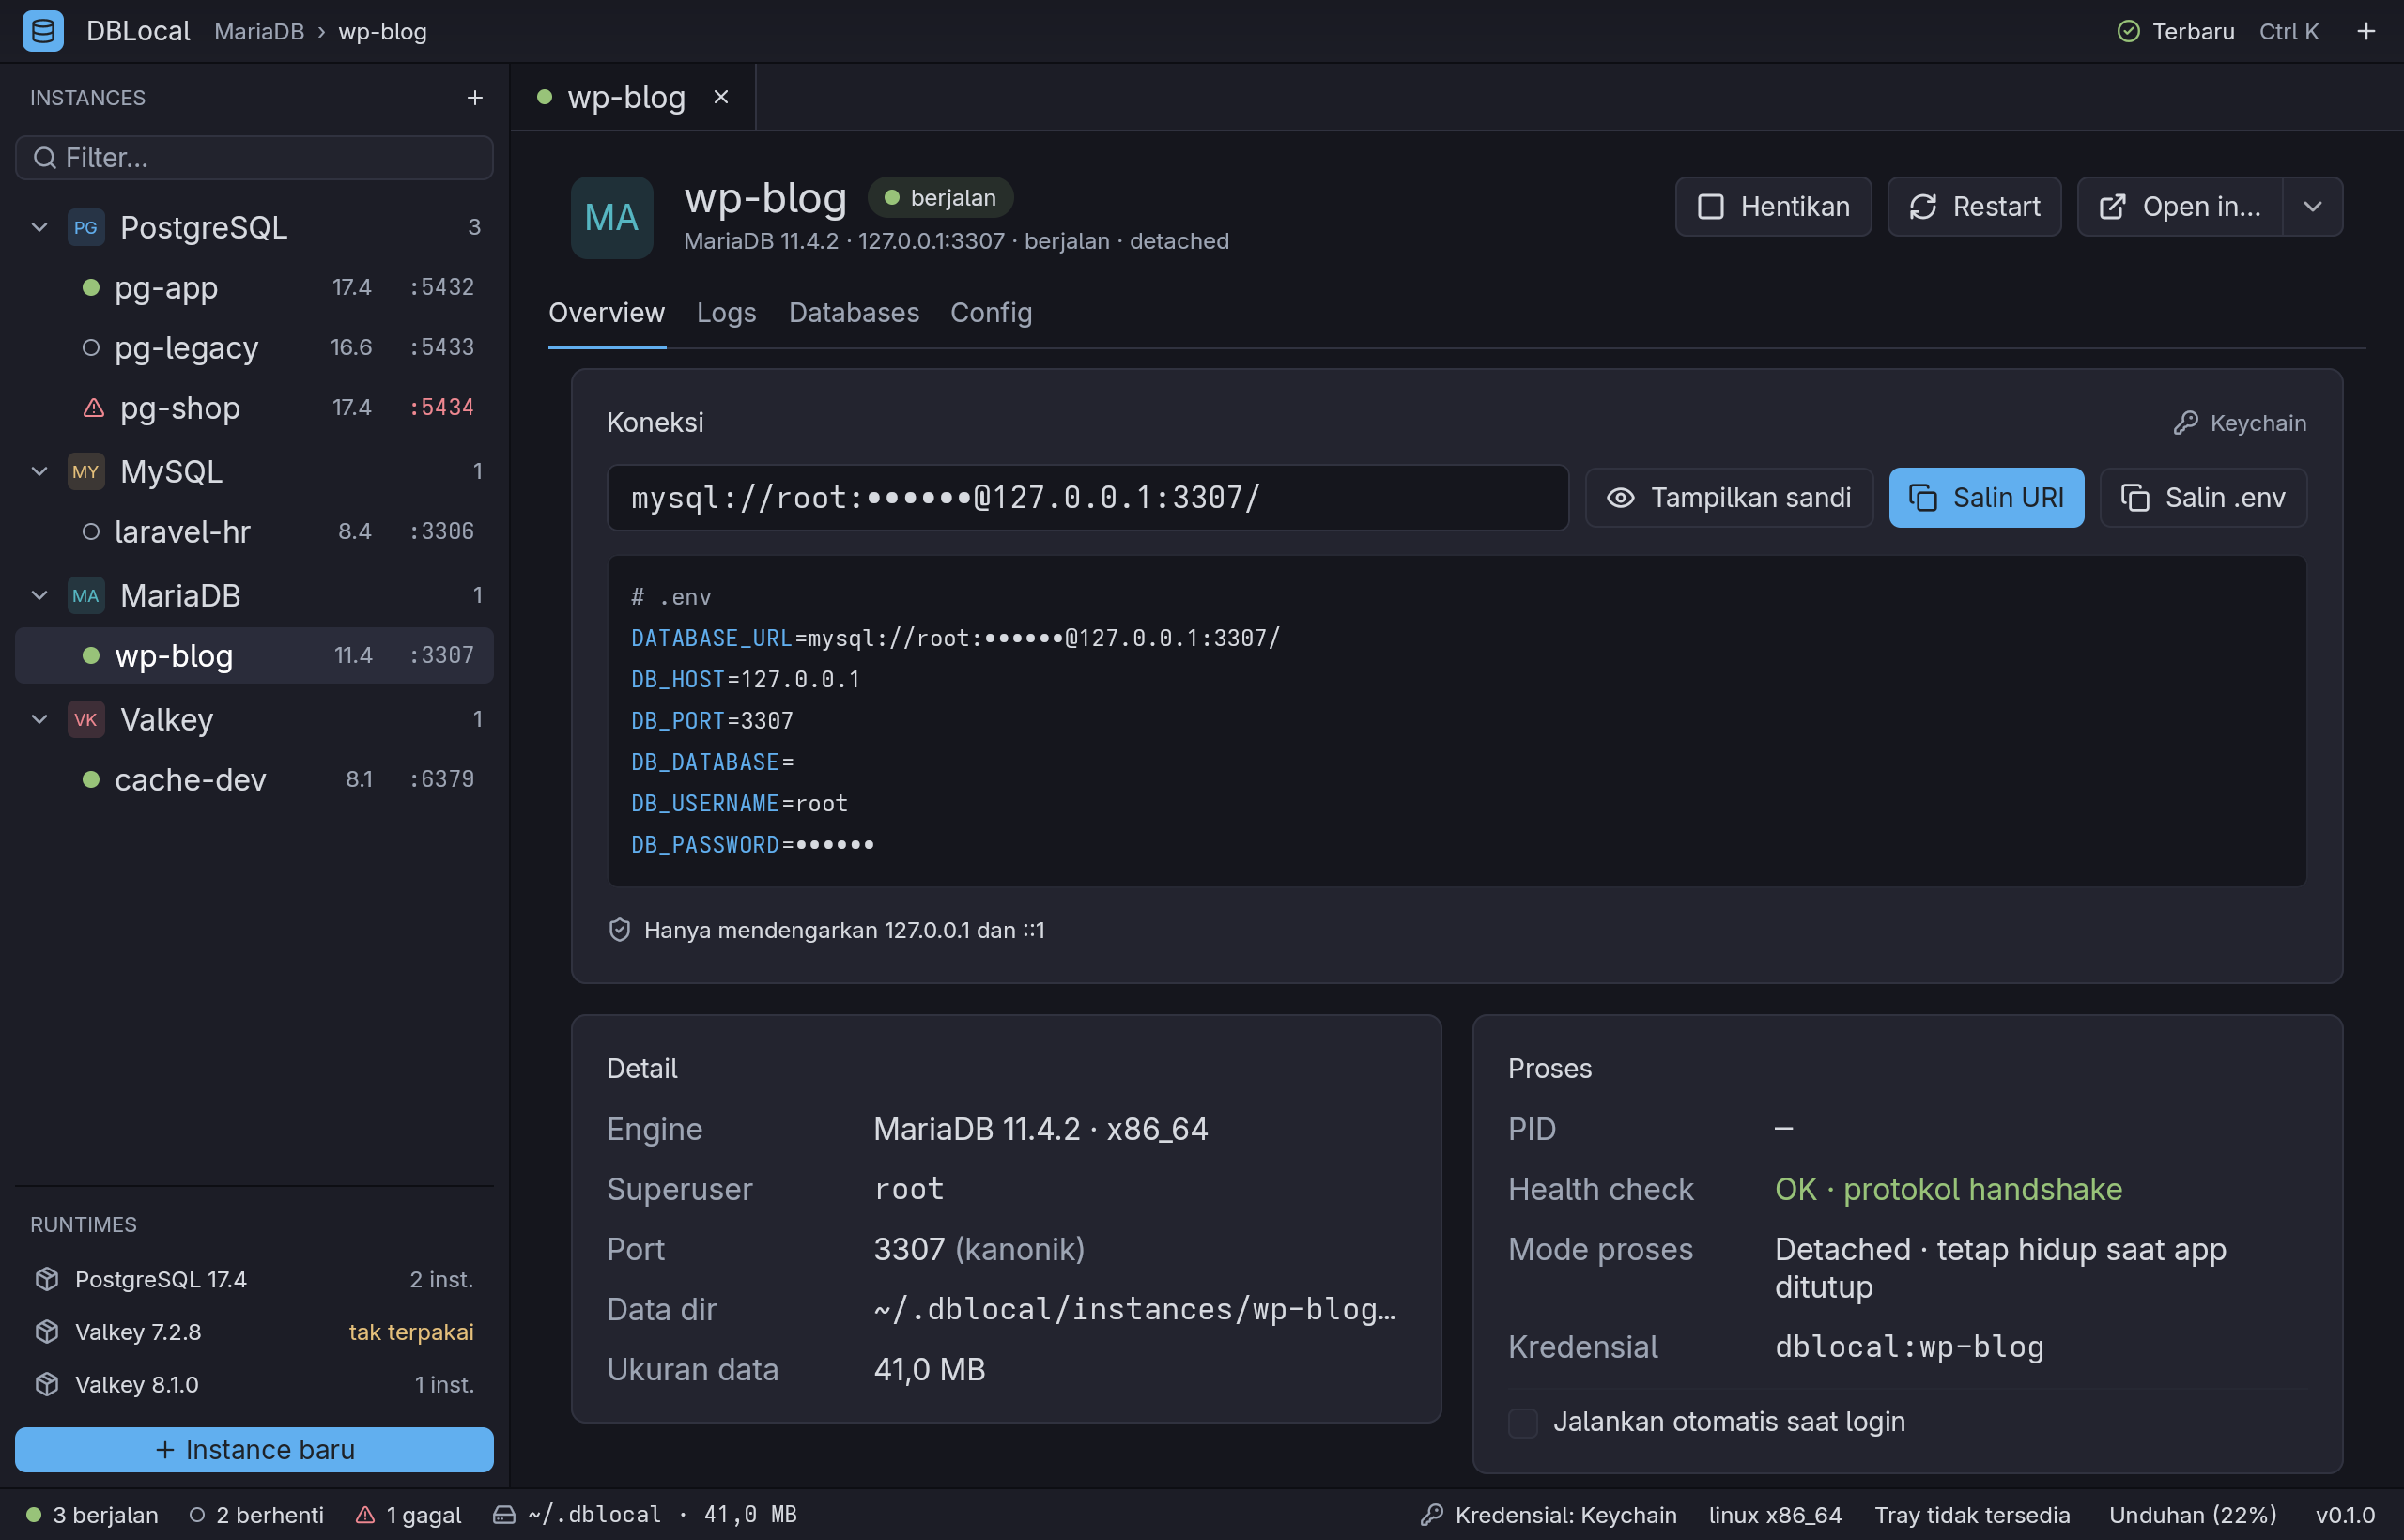 DBLocal MariaDB › wp-blog
Terbaru Ctrl K +
INSTANCES +
Filter...
PG PostgreSQL 3
pg-app 17.4 :5432
pg-legacy 16.6 :5433
pg-shop 17.4 :5434
MY MySQL 1
laravel-hr 8.4 :3306
MA MariaDB 1
wp-blog 11.4 :3307
VK Valkey 1
cache-dev 8.1 :6379
RUNTIMES
PostgreSQL 17.4 2 inst.
Valkey 7.2.8 tak terpakai
Valkey 8.1.0 1 inst.
+ Instance baru
wp-blog ×
MA wp-blog berjalan
MariaDB 11.4.2 · 127.0.0.1:3307 · berjalan · detached
Hentikan Restart Open in...
Overview Logs Databases Config
Koneksi Keychain
mysql://root:••••••@127.0.0.1:3307/ Tampilkan sandi Salin URI Salin .env
# .env
DATABASE_URL=mysql://root:••••••@127.0.0.1:3307/
DB_HOST=127.0.0.1
DB_PORT=3307
DB_DATABASE=
DB_USERNAME=root
DB_PASSWORD=••••••
Hanya mendengarkan 127.0.0.1 dan ::1
Detail
Engine MariaDB 11.4.2 · x86_64
Superuser root
Port 3307 (kanonik)
Data dir ~/.dblocal/instances/wp-blog…
Ukuran data 41,0 MB
Proses
PID —
Health check OK · protokol handshake
Mode proses Detached · tetap hidup saat app
ditutup
Kredensial dblocal:wp-blog
Jalankan otomatis saat login
3 berjalan 2 berhenti 1 gagal ~/.dblocal · 41,0 MB
Kredensial: Keychain linux x86_64 Tray tidak tersedia Unduhan (22%) v0.1.0